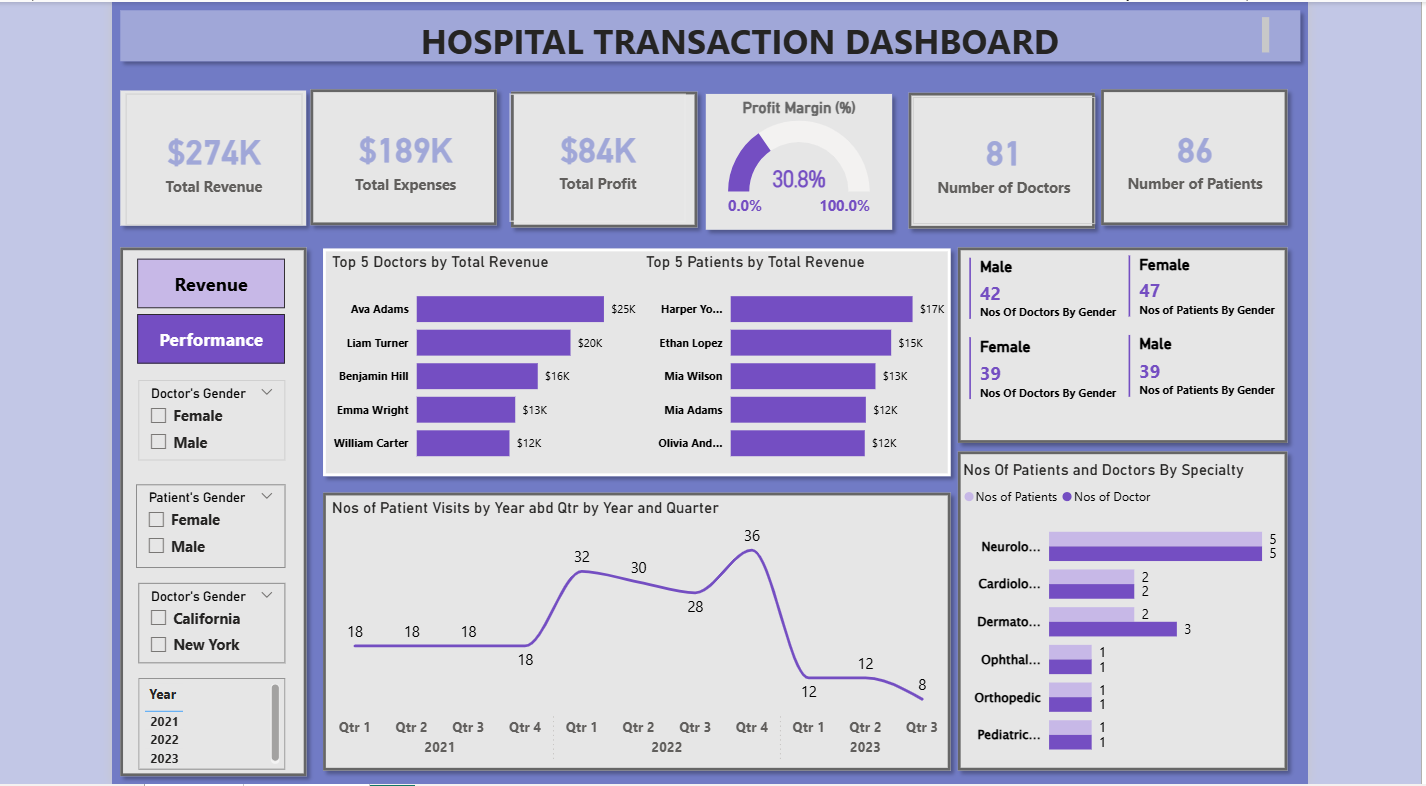 HOSPITAL TRANSACTION DASHBOARD
$274K
Total Revenue
$189K
Total Expenses
$84K
Total Profit
Profit Margin (%)
30.8%
0.0% 100.0%
81
Number of Doctors
86
Number of Patients
Revenue
Performance
Doctor's Gender
Female
Male
Patient's Gender
Female
Male
Doctor's Gender
California
New York
Year
2021
2022
2023
Top 5 Doctors by Total Revenue
Ava Adams $25K
Liam Turner $20K
Benjamin Hill $16K
Emma Wright $13K
William Carter $12K
Top 5 Patients by Total Revenue
Harper Yo... $17K
Ethan Lopez $15K
Mia Wilson $13K
Mia Adams $12K
Olivia And... $12K
Male
42
Nos Of Doctors By Gender
Female
47
Nos of Patients By Gender
Female
39
Nos Of Doctors By Gender
Male
39
Nos of Patients By Gender
Nos of Patient Visits by Year abd Qtr by Year and Quarter
18 18 18 18 32 30 28 36 12 12 8
Qtr 1 Qtr 2 Qtr 3 Qtr 4 Qtr 1 Qtr 2 Qtr 3 Qtr 4 Qtr 1 Qtr 2 Qtr 3
2021 2022 2023
Nos Of Patients and Doctors By Specialty
Nos of Patients Nos of Doctor
Neurolo... 5 5
Cardiolo... 2 2
Dermato... 2 3
Ophthal... 1 1
Orthopedic 1 1
Pediatric... 1 1